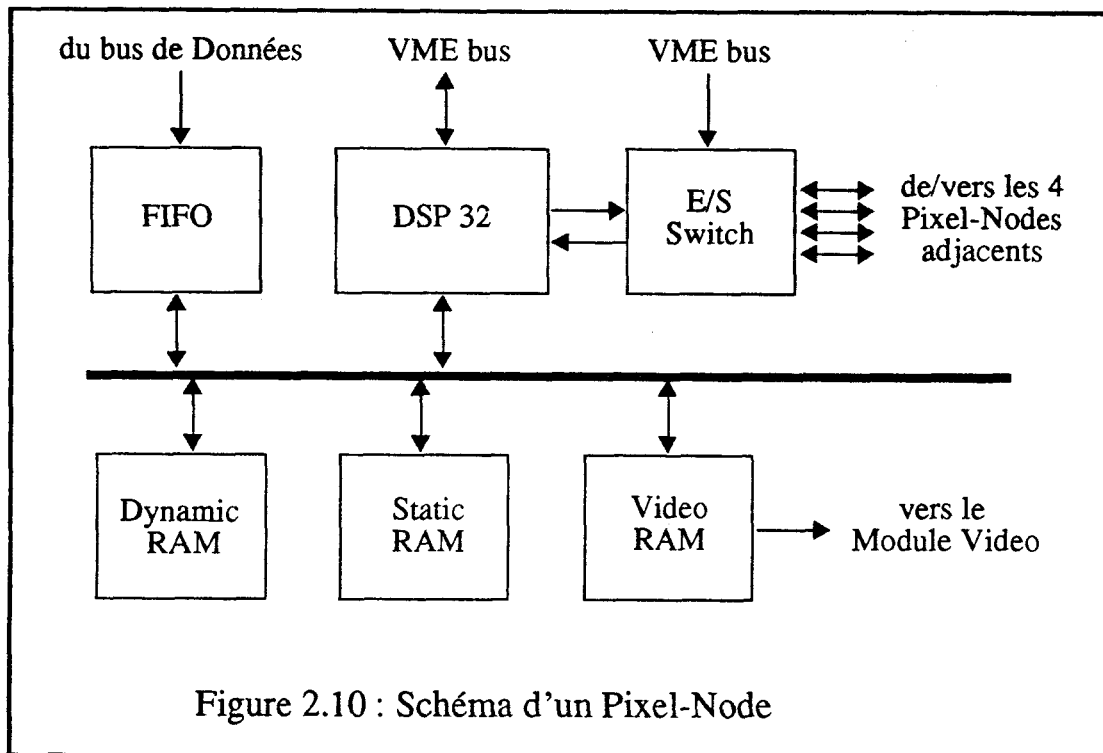 du bus de Données
VME bus
VME bus
FIFO
DSP 32
E/S
Switch
de/vers les 4
Pixel-Nodes
adjacents
Dynamic
RAM
Static
RAM
Video
RAM
vers le
Module Video
Figure 2.10 : Schéma d'un Pixel-Node